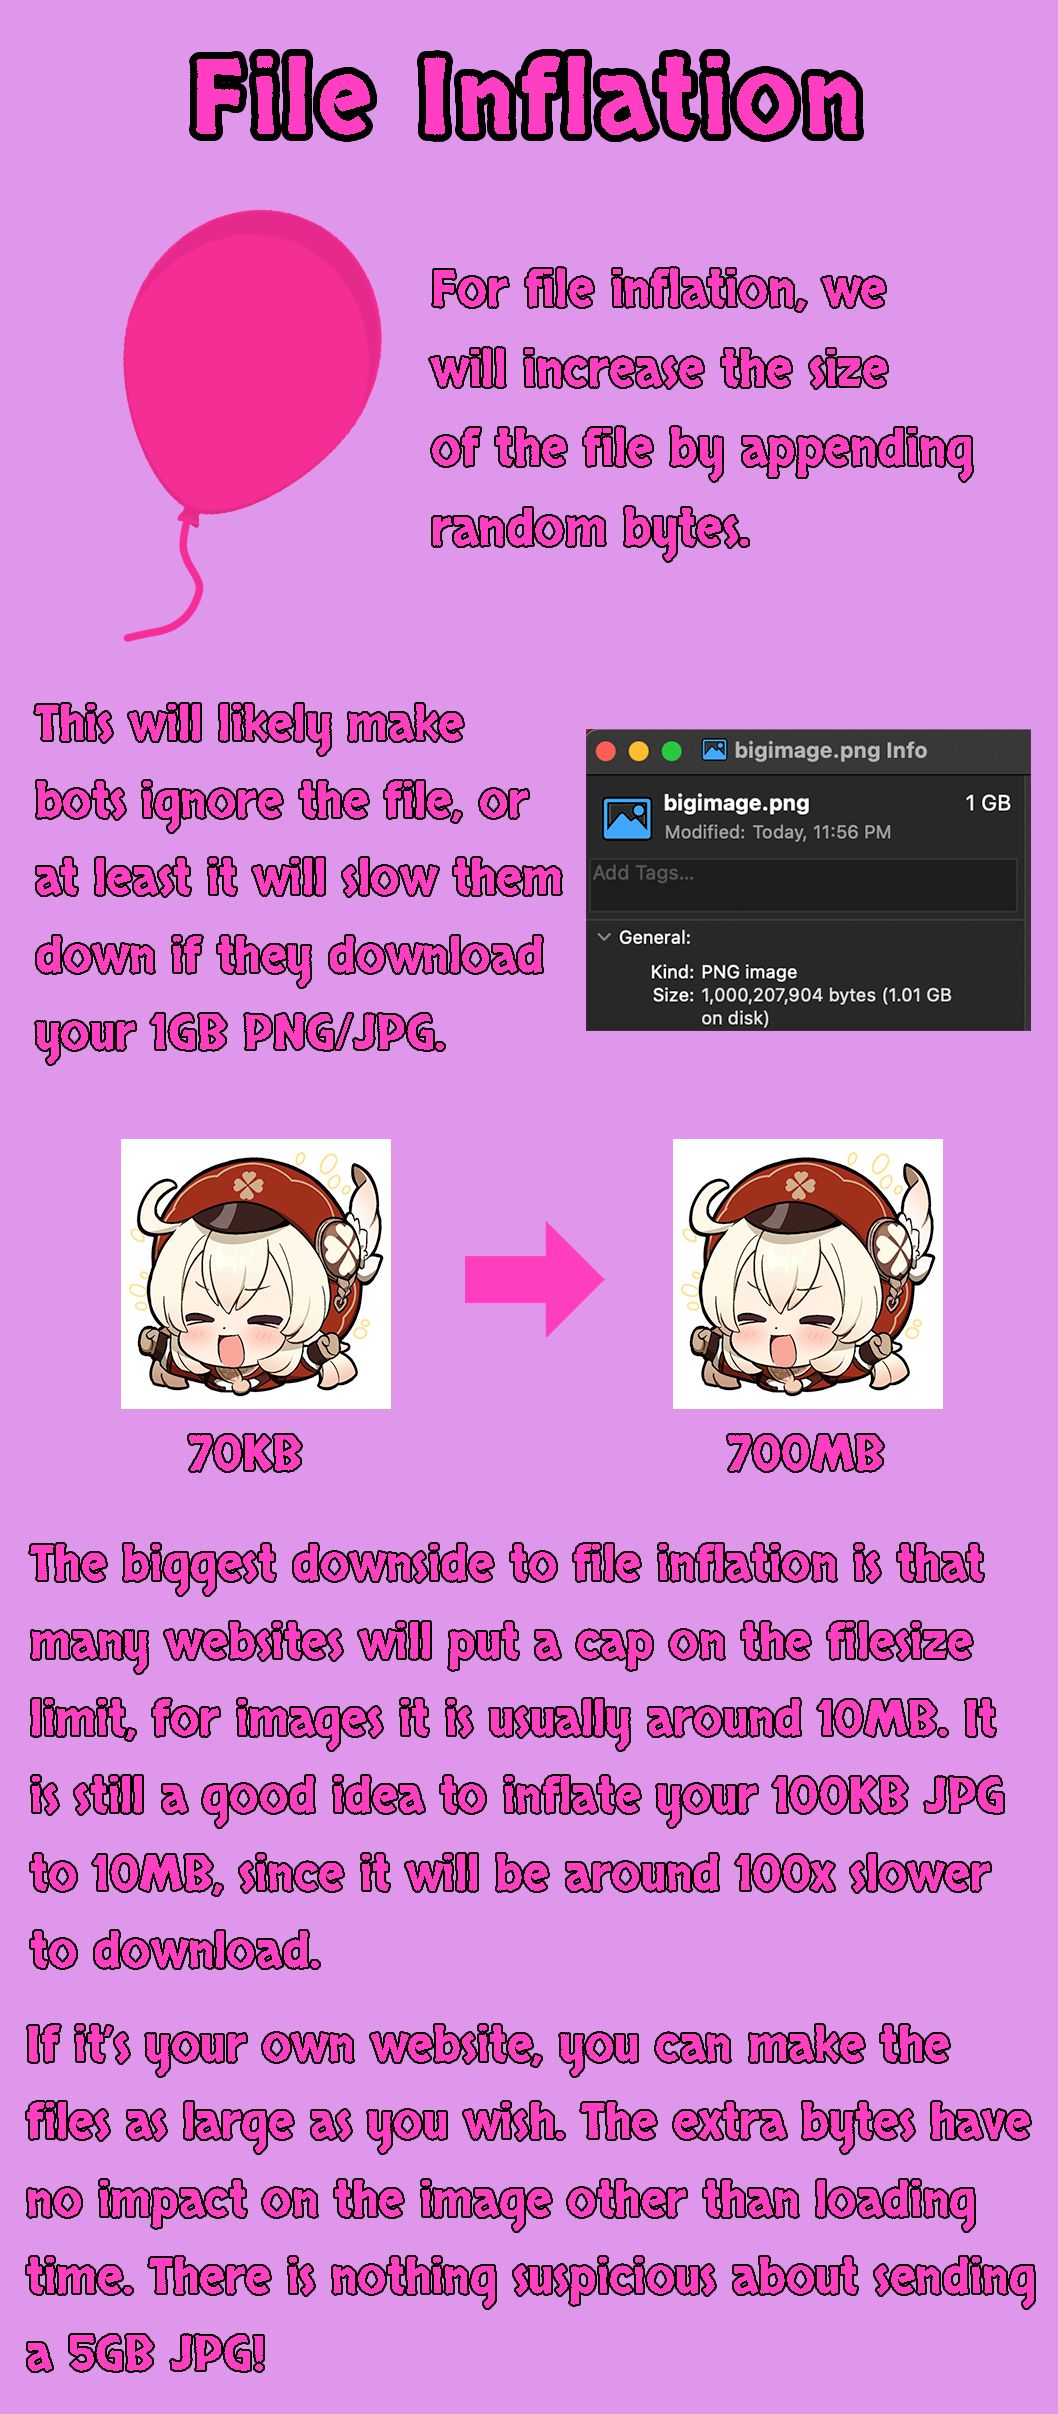 File Inflation
For file inflation, we
will increase the size
of the file by appending
random bytes.
This will likely make
bots ignore the file, or
at least it will slow them
down if they download
your 1GB PNG/JPG.
bigimage.png Info
bigimage.png 1 GB
Modified: Today, 11:56 PM
Add Tags...
General:
Kind: PNG image
Size: 1,000,207,904 bytes (1.01 GB
on disk)
70KB 700MB
The biggest downside to file inflation is that
many websites will put a cap on the filesize
limit, for images it is usually around 10MB. It
is still a good idea to inflate your 100KB JPG
to 10MB, since it will be around 100x slower
to download.
If it's your own website, you can make the
files as large as you wish. The extra bytes have
no impact on the image other than loading
time. There is nothing suspicious about sending
a 5GB JPG!